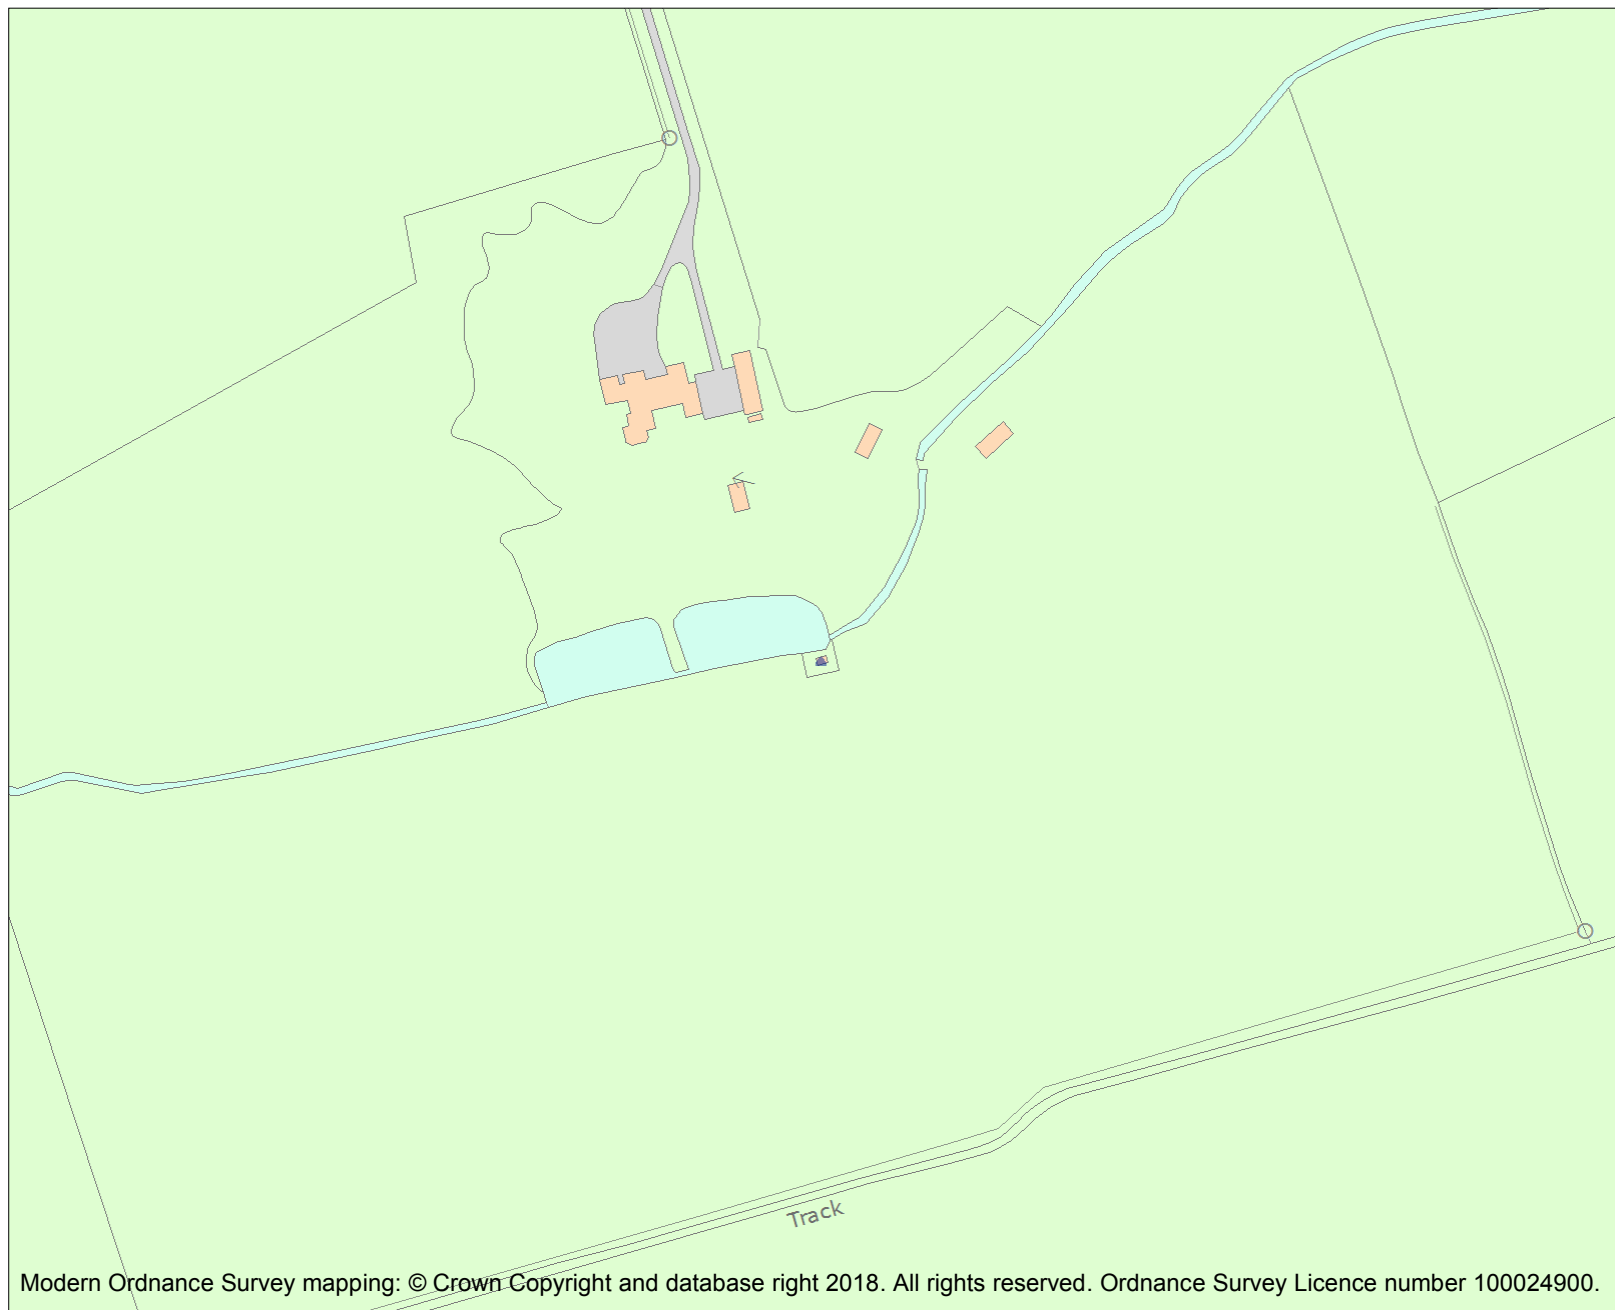 Track
Modern Ordnance Survey mapping: © Crown Copyright and database right 2018. All rights reserved. Ordnance Survey Licence number 100024900.